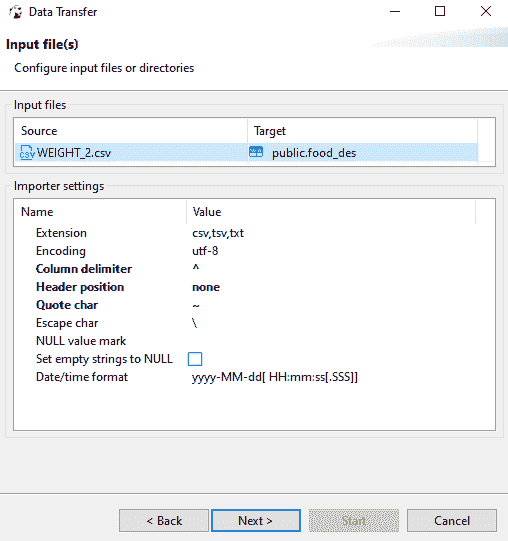 Data Transfer
Input file(s)
Configure input files or directories
Input files
Source Target
WEIGHT_2.csv public.food_des
Importer settings
Name Value
Extension csv,tsv,txt
Encoding utf-8
Column delimiter ^
Header position none
Quote char ~
Escape char \
NULL value mark
Set empty strings to NULL
Date/time format yyyy-MM-dd[ HH:mm:ss[.SSS]]
< Back Next > Start Cancel